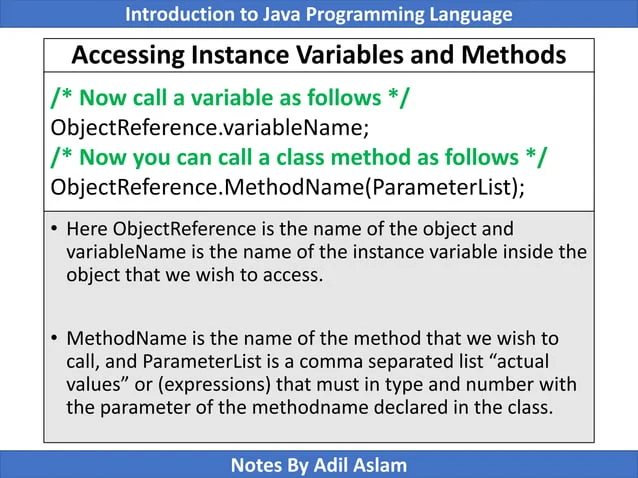 Introduction to Java Programming Language
Accessing Instance Variables and Methods
/* Now call a variable as follows */
ObjectReference.variableName;
/* Now you can call a class method as follows */
ObjectReference.MethodName(ParameterList);
• Here ObjectReference is the name of the object and
variableName is the name of the instance variable inside the
object that we wish to access.
• MethodName is the name of the method that we wish to
call, and ParameterList is a comma separated list “actual
values” or (expressions) that must in type and number with
the parameter of the methodname declared in the class.
Notes By Adil Aslam